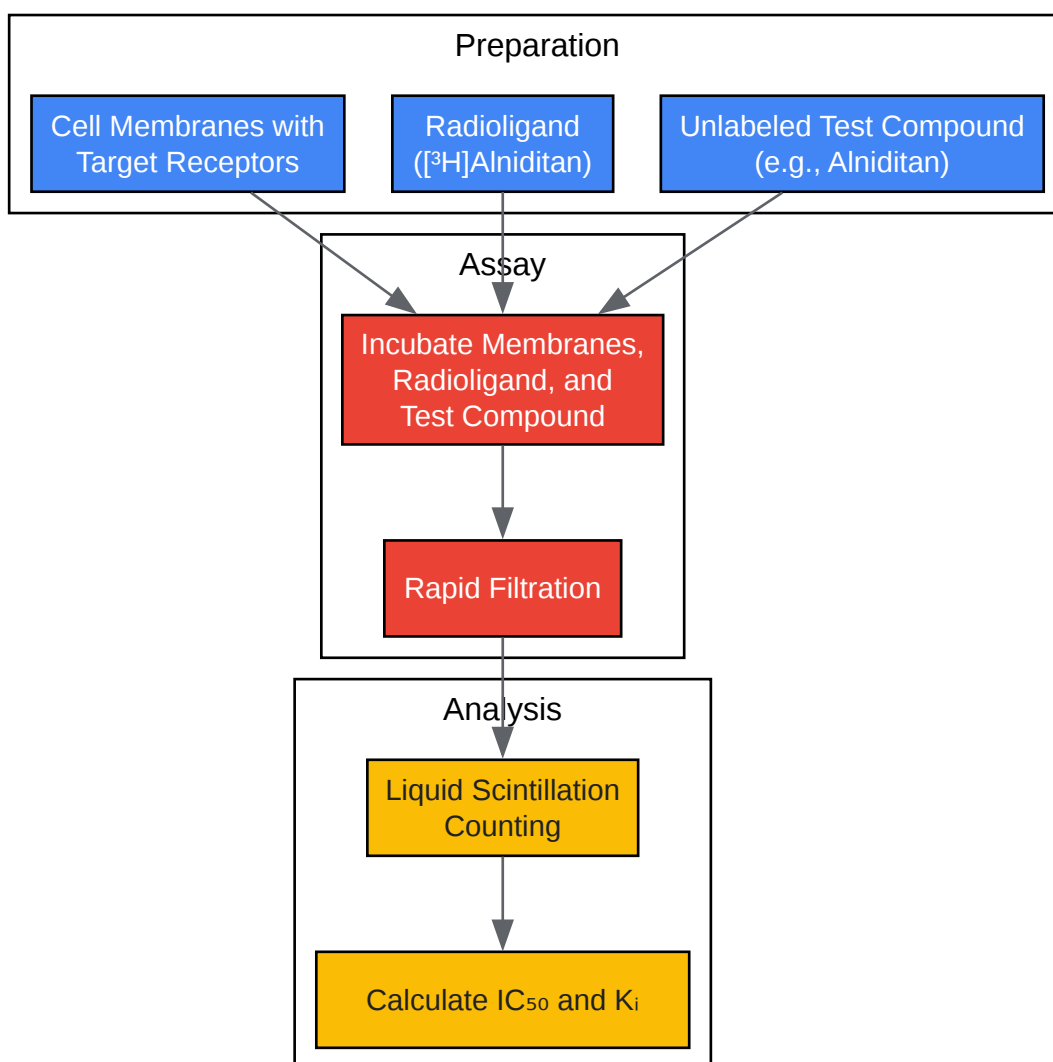 Preparation
Cell Membranes with
Target Receptors
Radioligand
([³H]Alniditan)
Unlabeled Test Compound
(e.g., Alniditan)
Assay
Incubate Membranes,
Radioligand, and
Test Compound
Rapid Filtration
Analysis
Liquid Scintillation
Counting
Calculate IC₅₀ and Kᵢ